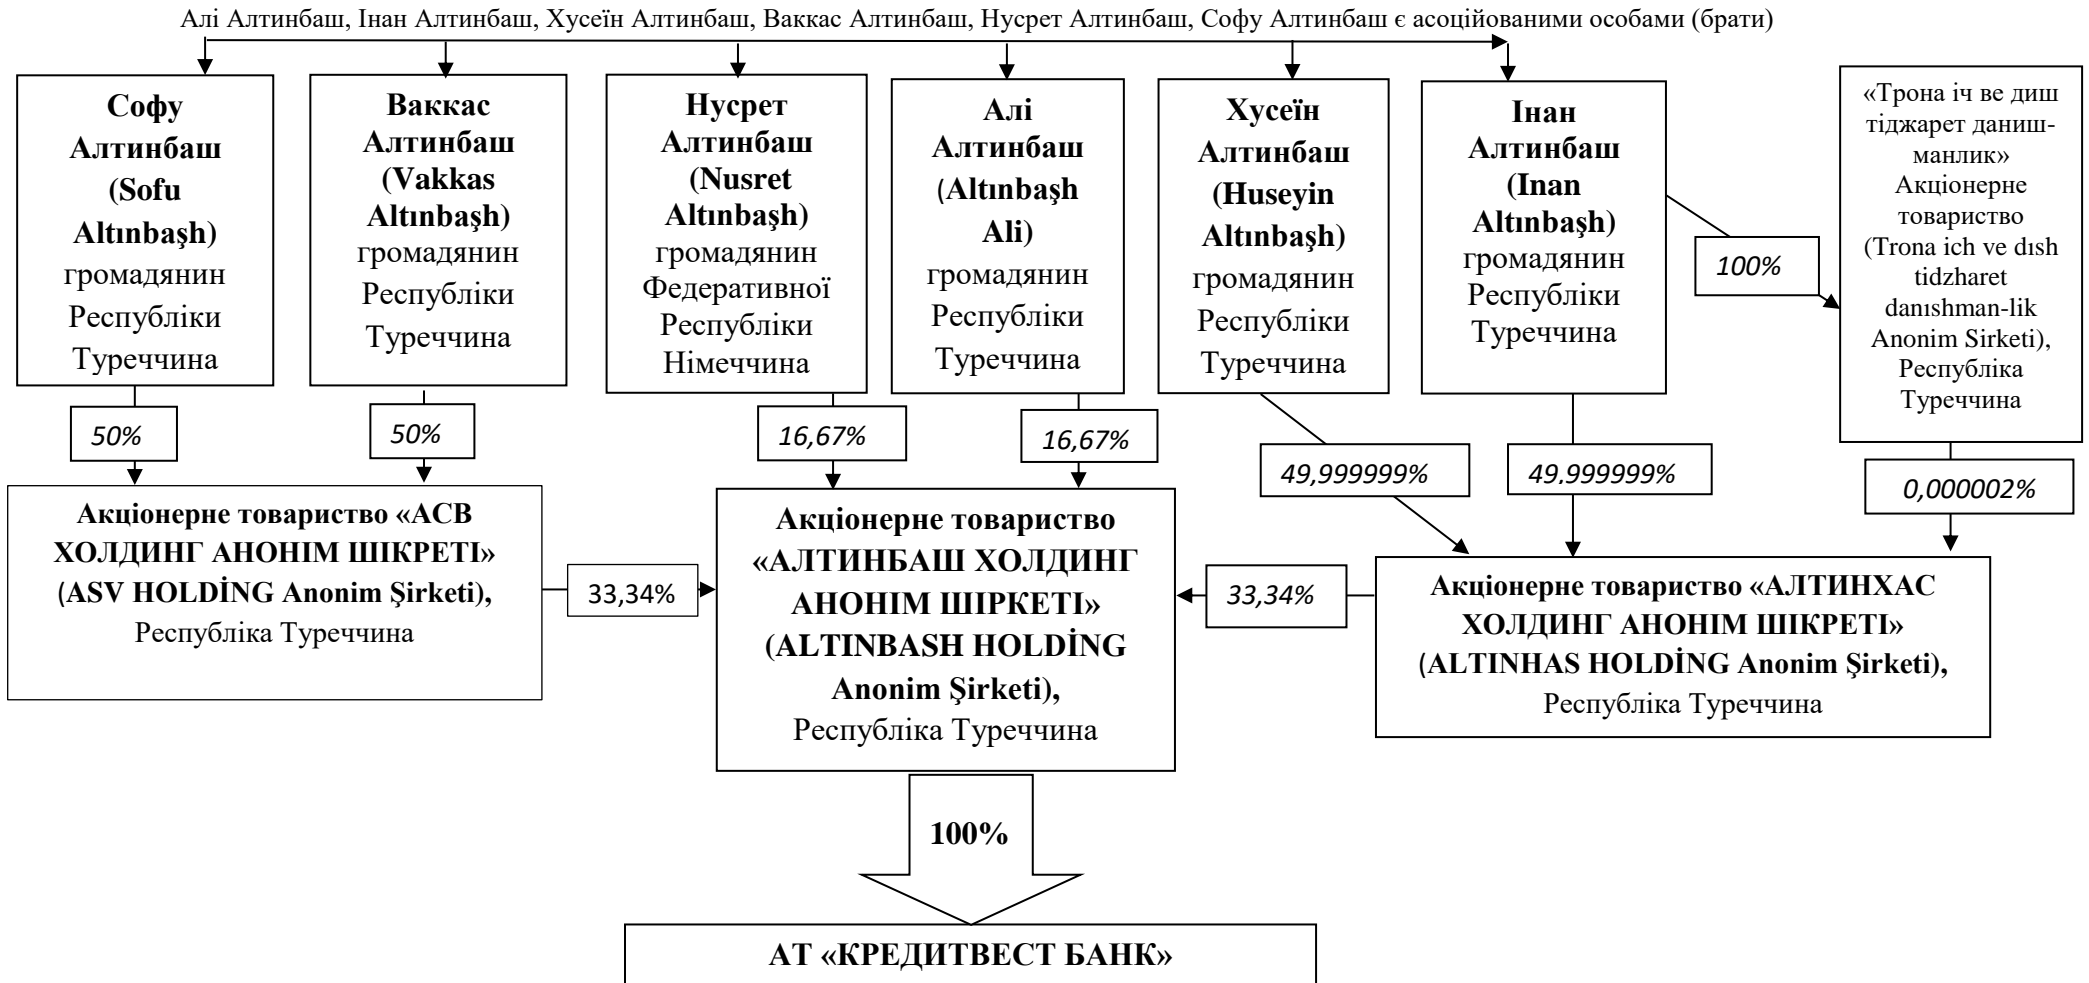 Алі Алтинбаш, Інан Алтинбаш, Хусеїн Алтинбаш, Ваккас Алтинбаш, Нусрет Алтинбаш, Софу Алтинбаш є асоційованими особами (брати)
Софу
Алтинбаш
(Sofu
Altınbaşh)
громадянин
Республіки
Туреччина
Ваккас
Алтинбаш
(Vakkas
Altınbaşh)
громадянин
Республіки
Туреччина
Нусрет
Алтинбаш
(Nusret
Altınbaşh)
громадянин
Федеративної
Республіки
Німеччина
Алі
Алтинбаш
(Altınbaşh
Ali)
громадянин
Республіки
Туреччина
Хусеїн
Алтинбаш
(Huseyin
Altınbaşh)
громадянин
Республіки
Туреччина
Інан
Алтинбаш
(Inan
Altınbaşh)
громадянин
Республіки
Туреччина
«Трона іч ве диш
тіджарет даниш-
манлик»
Акціонерне
товариство
(Trona ich ve dısh
tidzharet
danıshman-lik
Anonim Sirketi),
Республіка
Туреччина
100%
50%
50%
16,67%
16,67%
49,999999%
49,999999%
0,000002%
Акціонерне товариство «АСВ
ХОЛДИНГ АНОНІМ ШІКРЕТІ»
(ASV HOLDİNG Anonim Şirketi),
Республіка Туреччина
33,34%
Акціонерне товариство
«АЛТИНБАШ ХОЛДИНГ
АНОНІМ ШІРКЕТІ»
(ALTINBASH HOLDİNG
Anonim Şirketi),
Республіка Туреччина
33,34%
Акціонерне товариство «АЛТИНХАС
ХОЛДИНГ АНОНІМ ШІКРЕТІ»
(ALTINHAS HOLDİNG Anonim Şirketi),
Республіка Туреччина
100%
АТ «КРЕДИТВЕСТ БАНК»